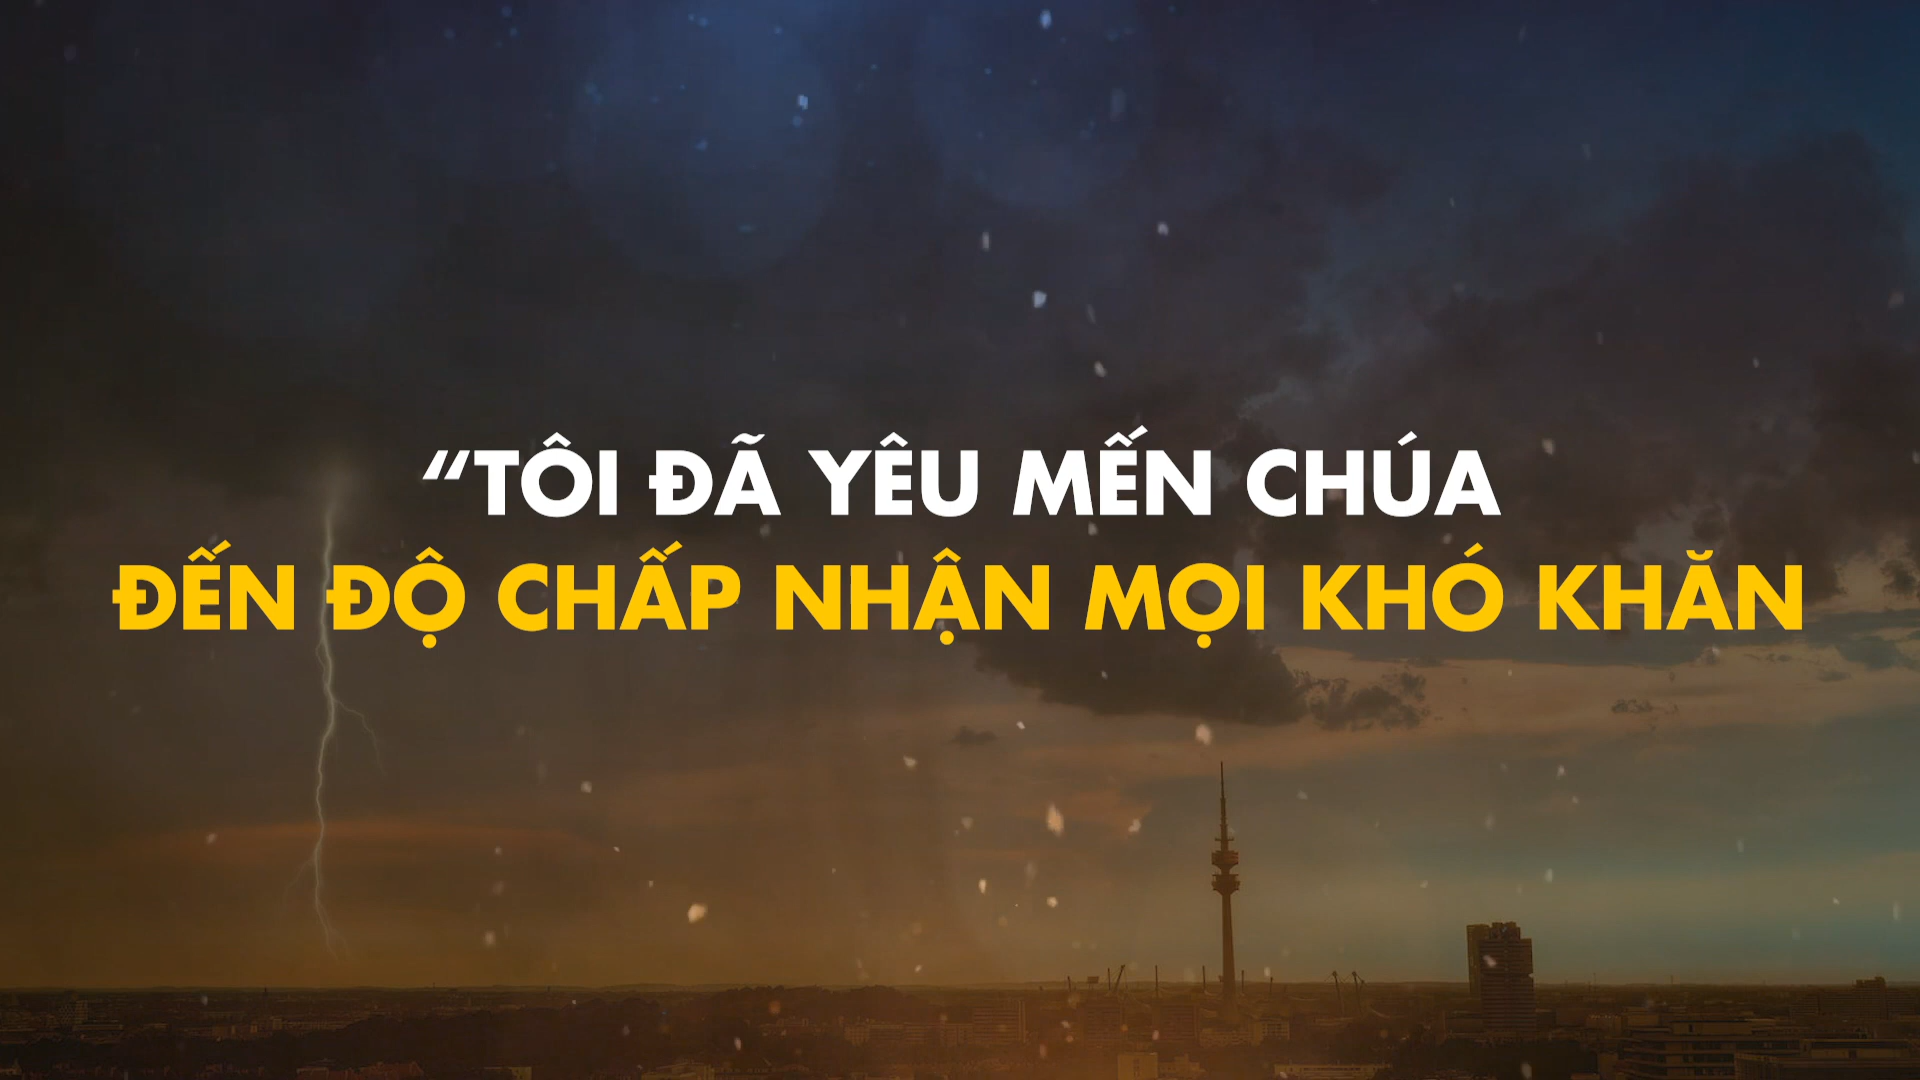 “TÔI ĐÃ YÊU MẾN CHÚA
ĐẾN ĐỘ CHẤP NHẬN MỌI KHÓ KHĂN